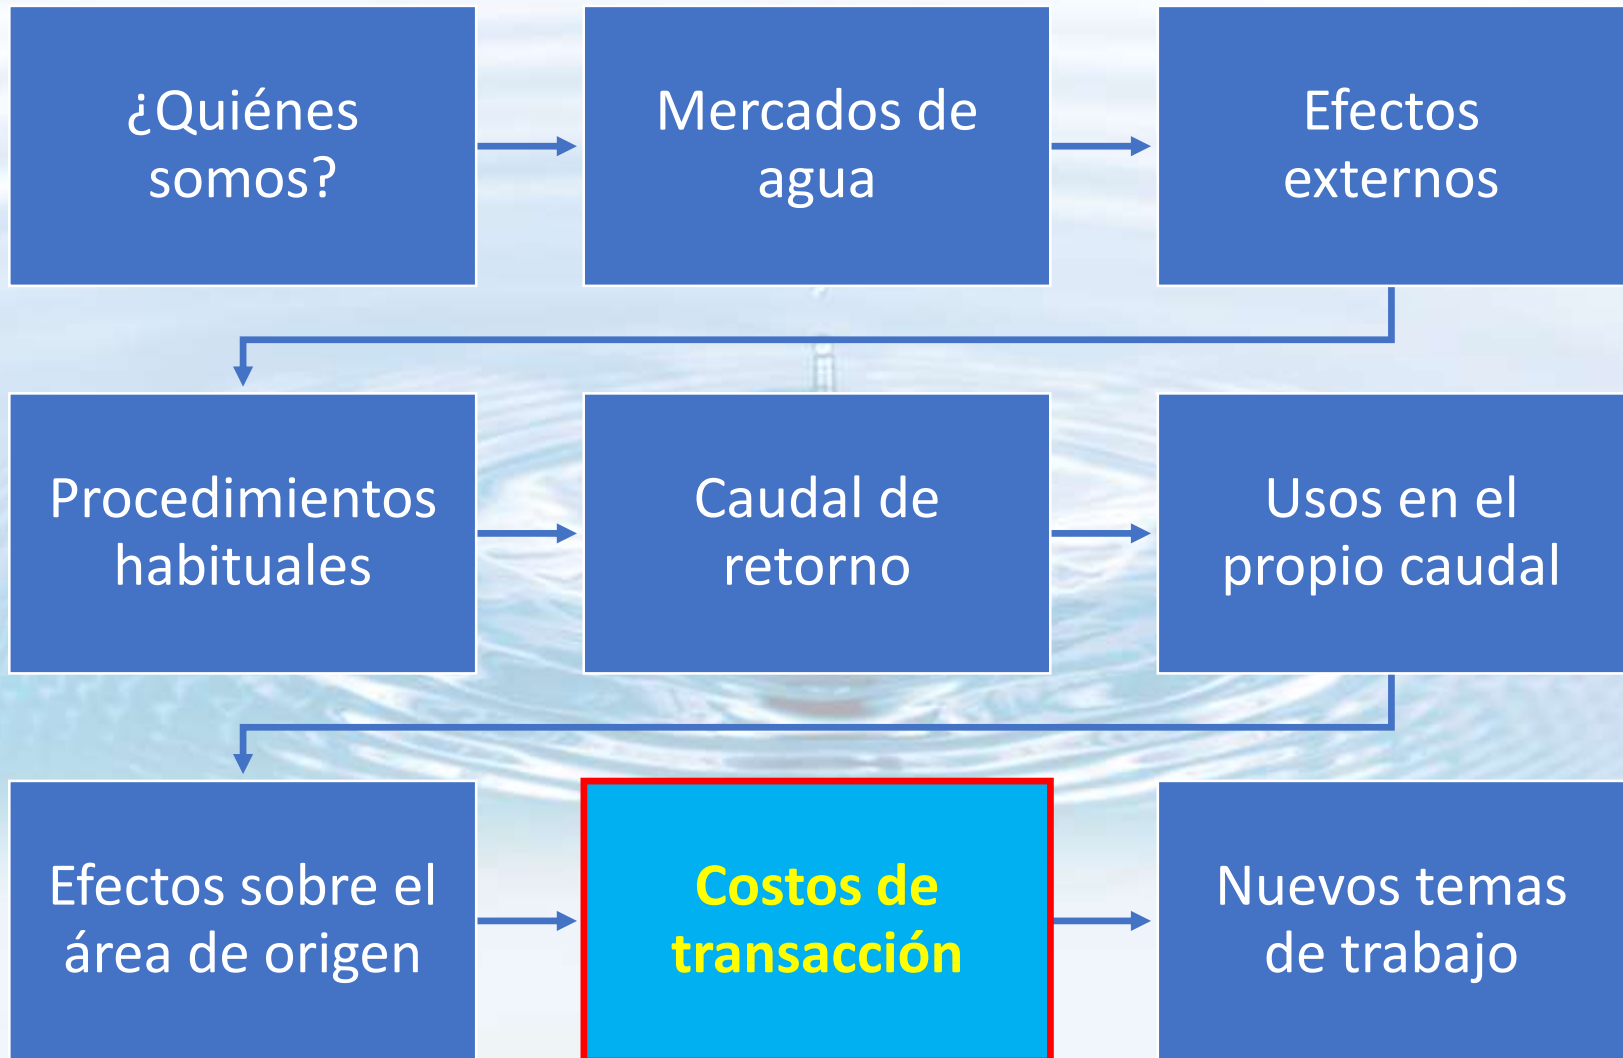 ¿Quiénes
somos?
Mercados de
agua
Efectos
externos
Procedimientos
habituales
Caudal de
retorno
Usos en el
propio caudal
Efectos sobre el
área de origen
Costos de
transacción
Nuevos temas
de trabajo